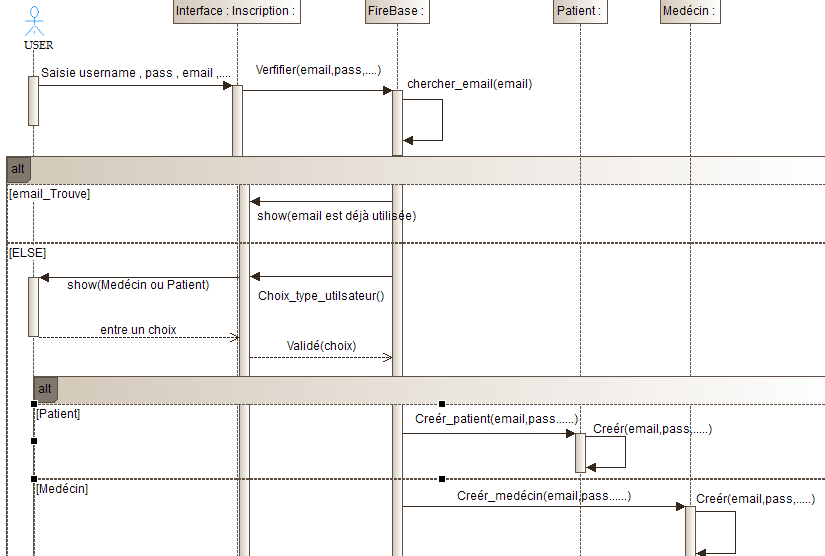 Interface : Inscription :
FireBase :
Patient :
Medécin :
USER
Saisie username , pass , email ,....
Verfifier(email,pass,....)
chercher_email(email)
alt
[email_Trouve]
show(email est déjà utilisée)
[ELSE]
show(Medécin ou Patient)
Choix_type_utilsateur()
entre un choix
Validé(choix)
alt
[Patient]
Creér_patient(email,pass......)
Creér(email,pass,.....)
[Medécin]
Creér_medécin(email,pass......)
Creér(email,pass,.....)